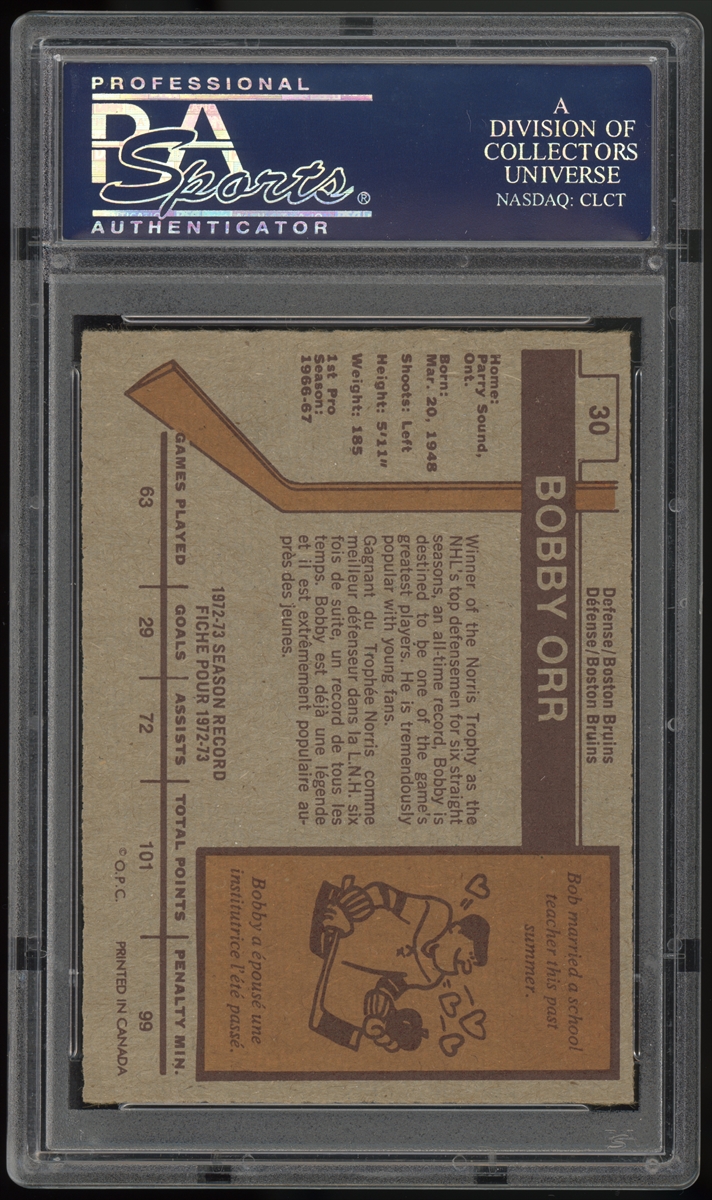 PROFESSIONAL
PSA
Sports®
AUTHENTICATOR
A
DIVISION OF
COLLECTORS
UNIVERSE
NASDAQ: CLCT
30
Defense/Boston Bruins
Défense/Boston Bruins
BOBBY ORR
Home:
Parry Sound,
Ont.
Born:
Mar. 20, 1948
Shoots: Left
Height: 5'11"
Weight: 185
1st Pro
Season:
1966-67
Winner of the Norris Trophy as the
NHL's top defensemen for six straight
seasons, an all-time record, Bobby is
destined to be one of the game's
greatest players. He is tremendously
popular with young fans.
Gagnant du Trophée Norris comme
meilleur défenseur dans la L.N.H. six
fois de suite, un record de tous les
temps. Bobby est déjà une légende
et il est extrêmement populaire au-
près des jeunes.
Bob married a school
teacher this past
summer.
Bobby a épousé une
institutrice l'été passé.
1972-73 SEASON RECORD
FICHE POUR 1972-73
GAMES PLAYED GOALS ASSISTS TOTAL POINTS PENALTY MIN.
63 29 72 101 99
© O.P.C. PRINTED IN CANADA